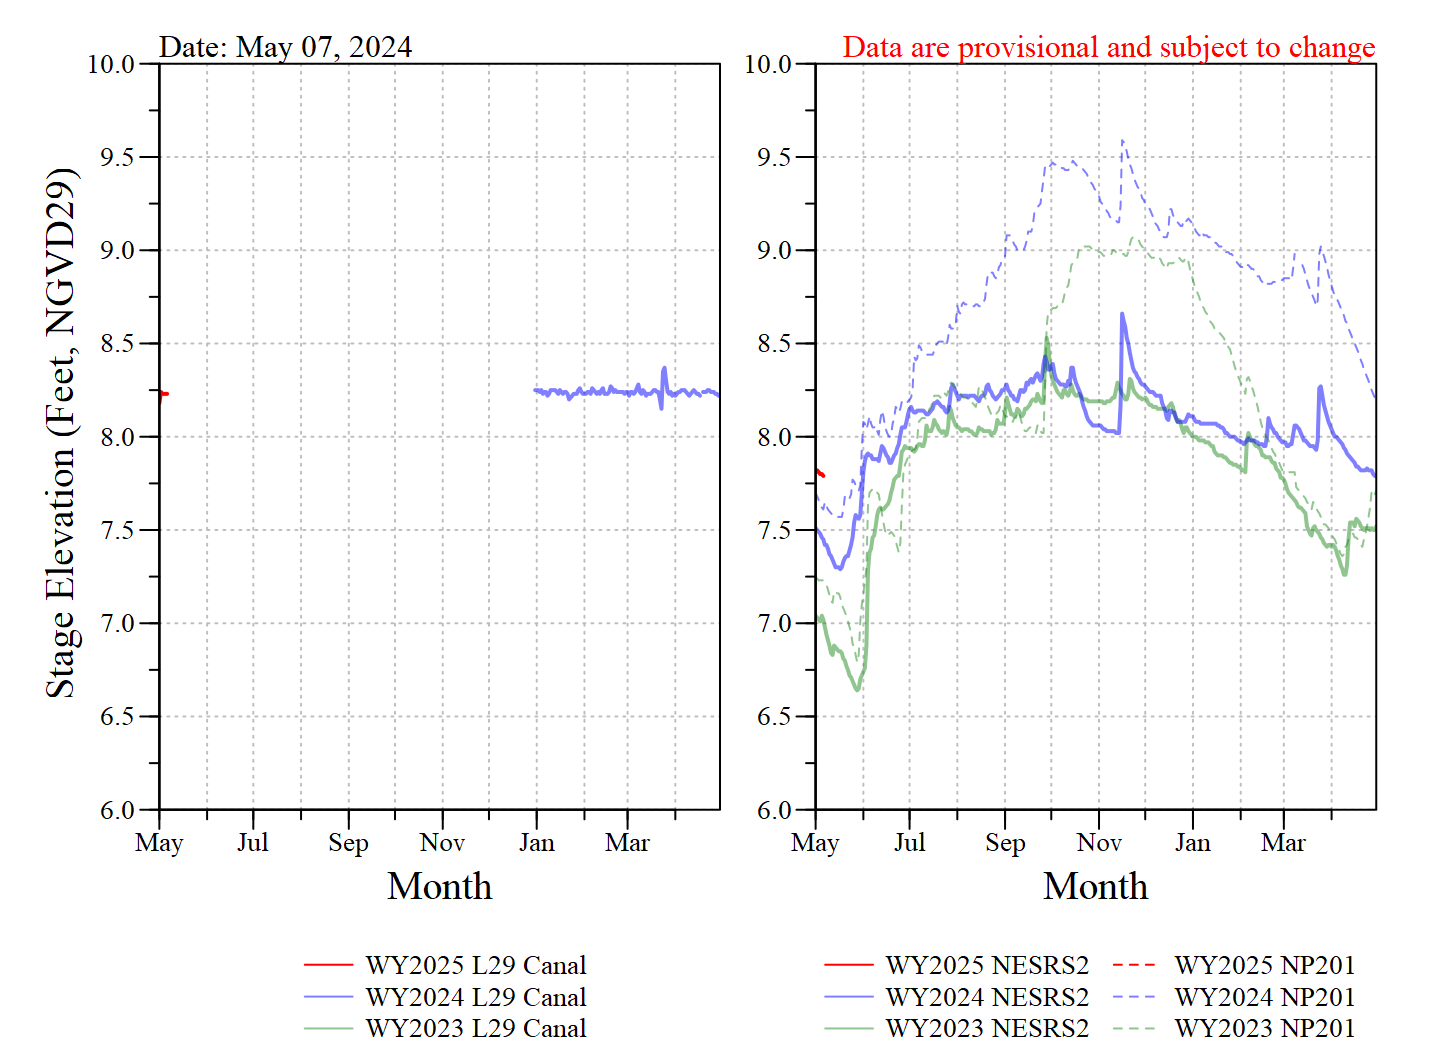 Date: May 07, 2024
Data are provisional and subject to change
Stage Elevation (Feet, NGVD29)
10.0
9.5
9.0
8.5
8.0
7.5
7.0
6.5
6.0
May Jul Sep Nov Jan Mar
Month
10.0
9.5
9.0
8.5
8.0
7.5
7.0
6.5
6.0
May Jul Sep Nov Jan Mar
Month
WY2025 L29 Canal
WY2024 L29 Canal
WY2023 L29 Canal
WY2025 NESRS2 WY2025 NP201
WY2024 NESRS2 WY2024 NP201
WY2023 NESRS2 WY2023 NP201